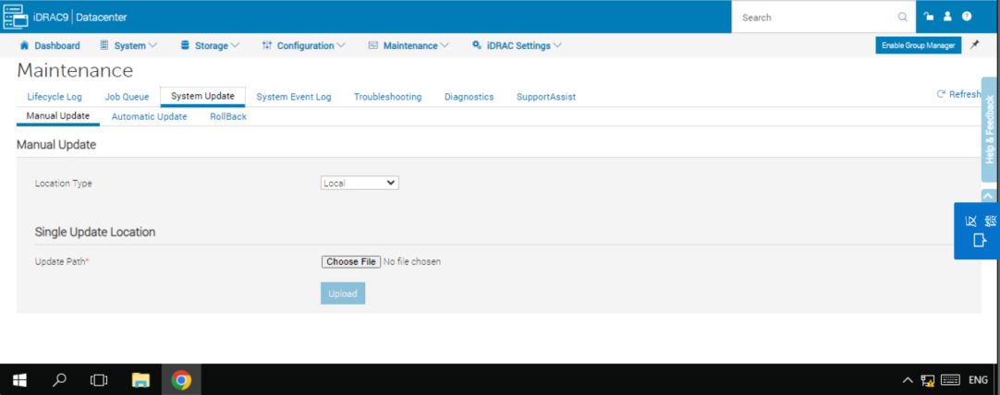 iDRAC9 | Datacenter
Search
Dashboard System Storage Configuration Maintenance iDRAC Settings Enable Group Manager
Maintenance
Lifecycle Log Job Queue System Update System Event Log Troubleshooting Diagnostics SupportAssist
Refresh
Manual Update Automatic Update RollBack
Help & Feedback
Manual Update
Location Type Local
Single Update Location
Update Path* Choose File No file chosen
Upload
ENG